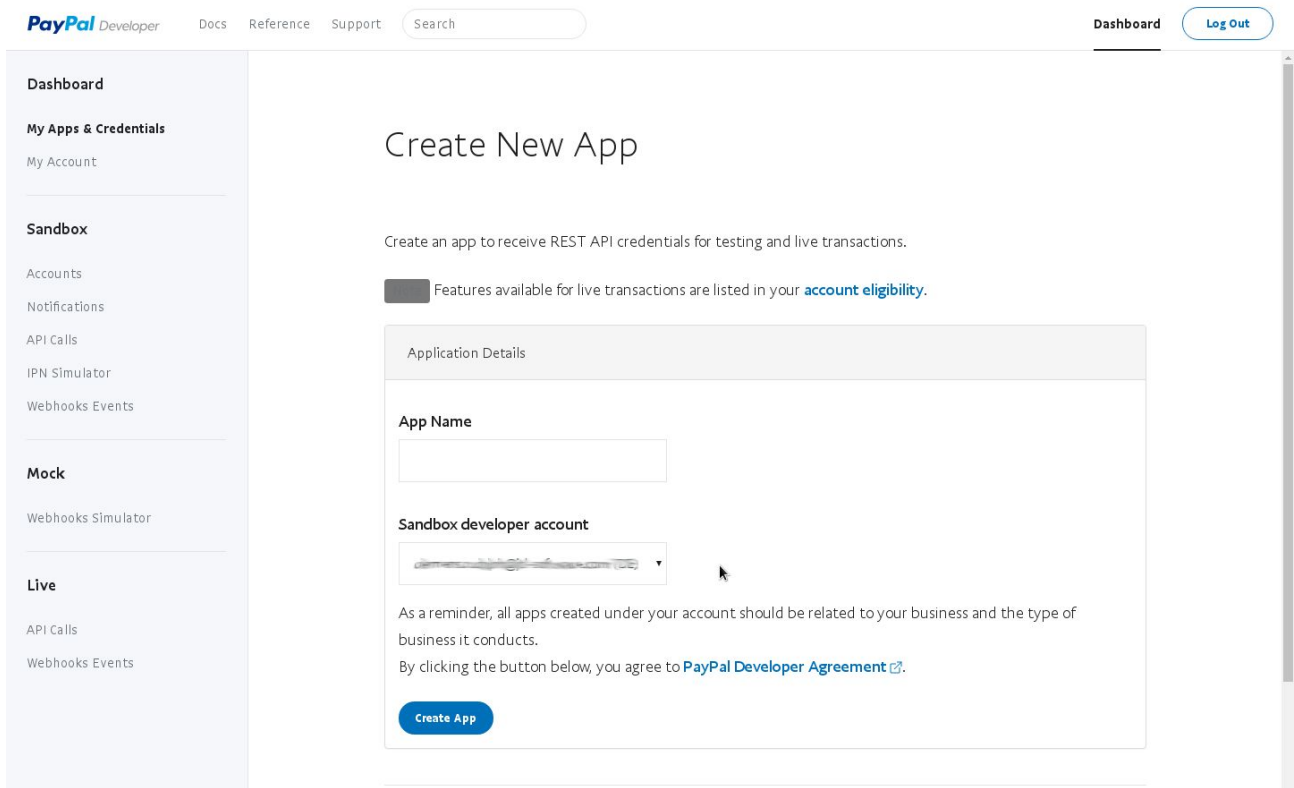 PayPal Developer
Docs
Reference
Support
Search
Dashboard
Log Out
Dashboard
My Apps & Credentials
My Account
Sandbox
Accounts
Notifications
API Calls
IPN Simulator
Webhooks Events
Mock
Webhooks Simulator
Live
API Calls
Webhooks Events
Create New App
Create an app to receive REST API credentials for testing and live transactions.
Features available for live transactions are listed in your account eligibility.
Application Details
App Name
Sandbox developer account
As a reminder, all apps created under your account should be related to your business and the type of
business it conducts.
By clicking the button below, you agree to PayPal Developer Agreement.
Create App